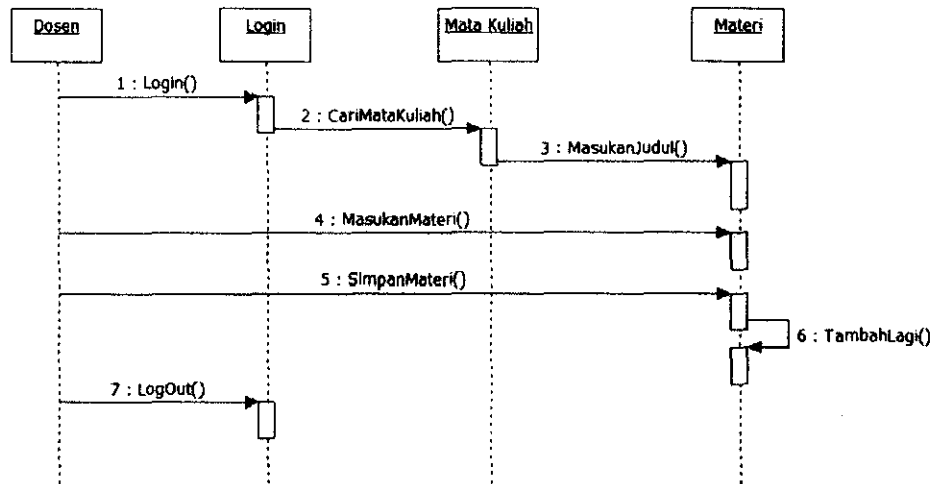 Dosen
Login
Mata Kuliah
Materi
1 : Login()
2 : CariMataKuliah()
3 : MasukanJudul()
4 : MasukanMateri()
5 : SimpanMateri()
6 : TambahLagi()
7 : LogOut()